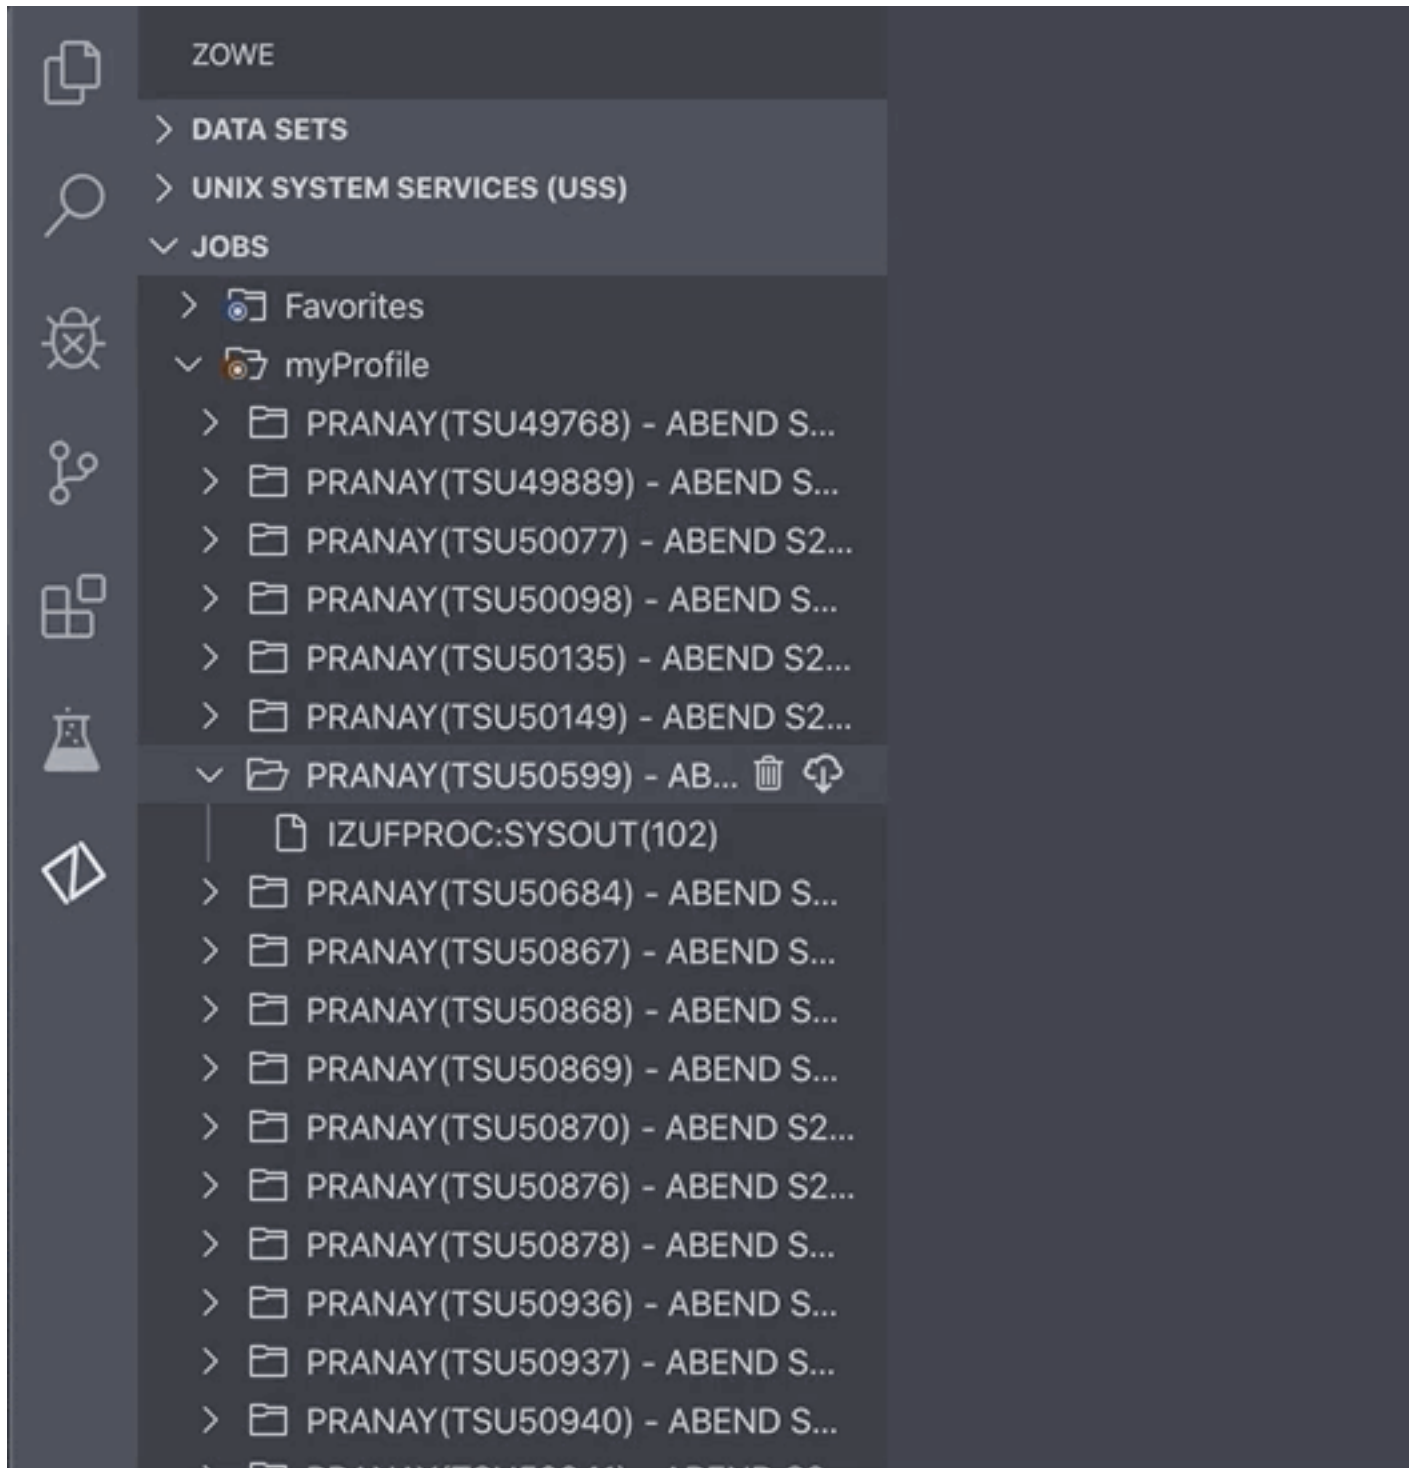 ZOWE
DATA SETS
UNIX SYSTEM SERVICES (USS)
JOBS
Favorites
myProfile
PRANAY(TSU49768) - ABEND S...
PRANAY(TSU49889) - ABEND S...
PRANAY(TSU50077) - ABEND S2...
PRANAY(TSU50098) - ABEND S...
PRANAY(TSU50135) - ABEND S2...
PRANAY(TSU50149) - ABEND S2...
PRANAY(TSU50599) - AB...
IZUFPROC:SYSOUT(102)
PRANAY(TSU50684) - ABEND S...
PRANAY(TSU50867) - ABEND S...
PRANAY(TSU50868) - ABEND S...
PRANAY(TSU50869) - ABEND S...
PRANAY(TSU50870) - ABEND S2...
PRANAY(TSU50876) - ABEND S2...
PRANAY(TSU50878) - ABEND S...
PRANAY(TSU50936) - ABEND S...
PRANAY(TSU50937) - ABEND S...
PRANAY(TSU50940) - ABEND S...